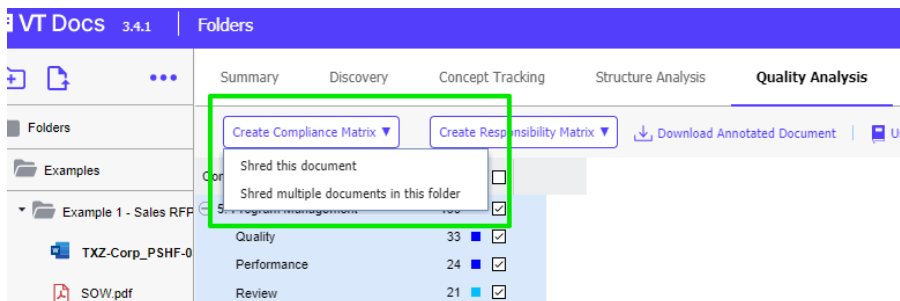 VT Docs 3.4.1 Folders
Summary Discovery Concept Tracking Structure Analysis Quality Analysis
Create Compliance Matrix ▼ Create Responsibility Matrix ▼ Download Annotated Document
Folders
Shred this document
Examples
Shred multiple documents in this folder
Example 1 - Sales RFP
Quality 33
TXZ-Corp_PSHF-0
Performance 24
SOW.pdf
Review 21